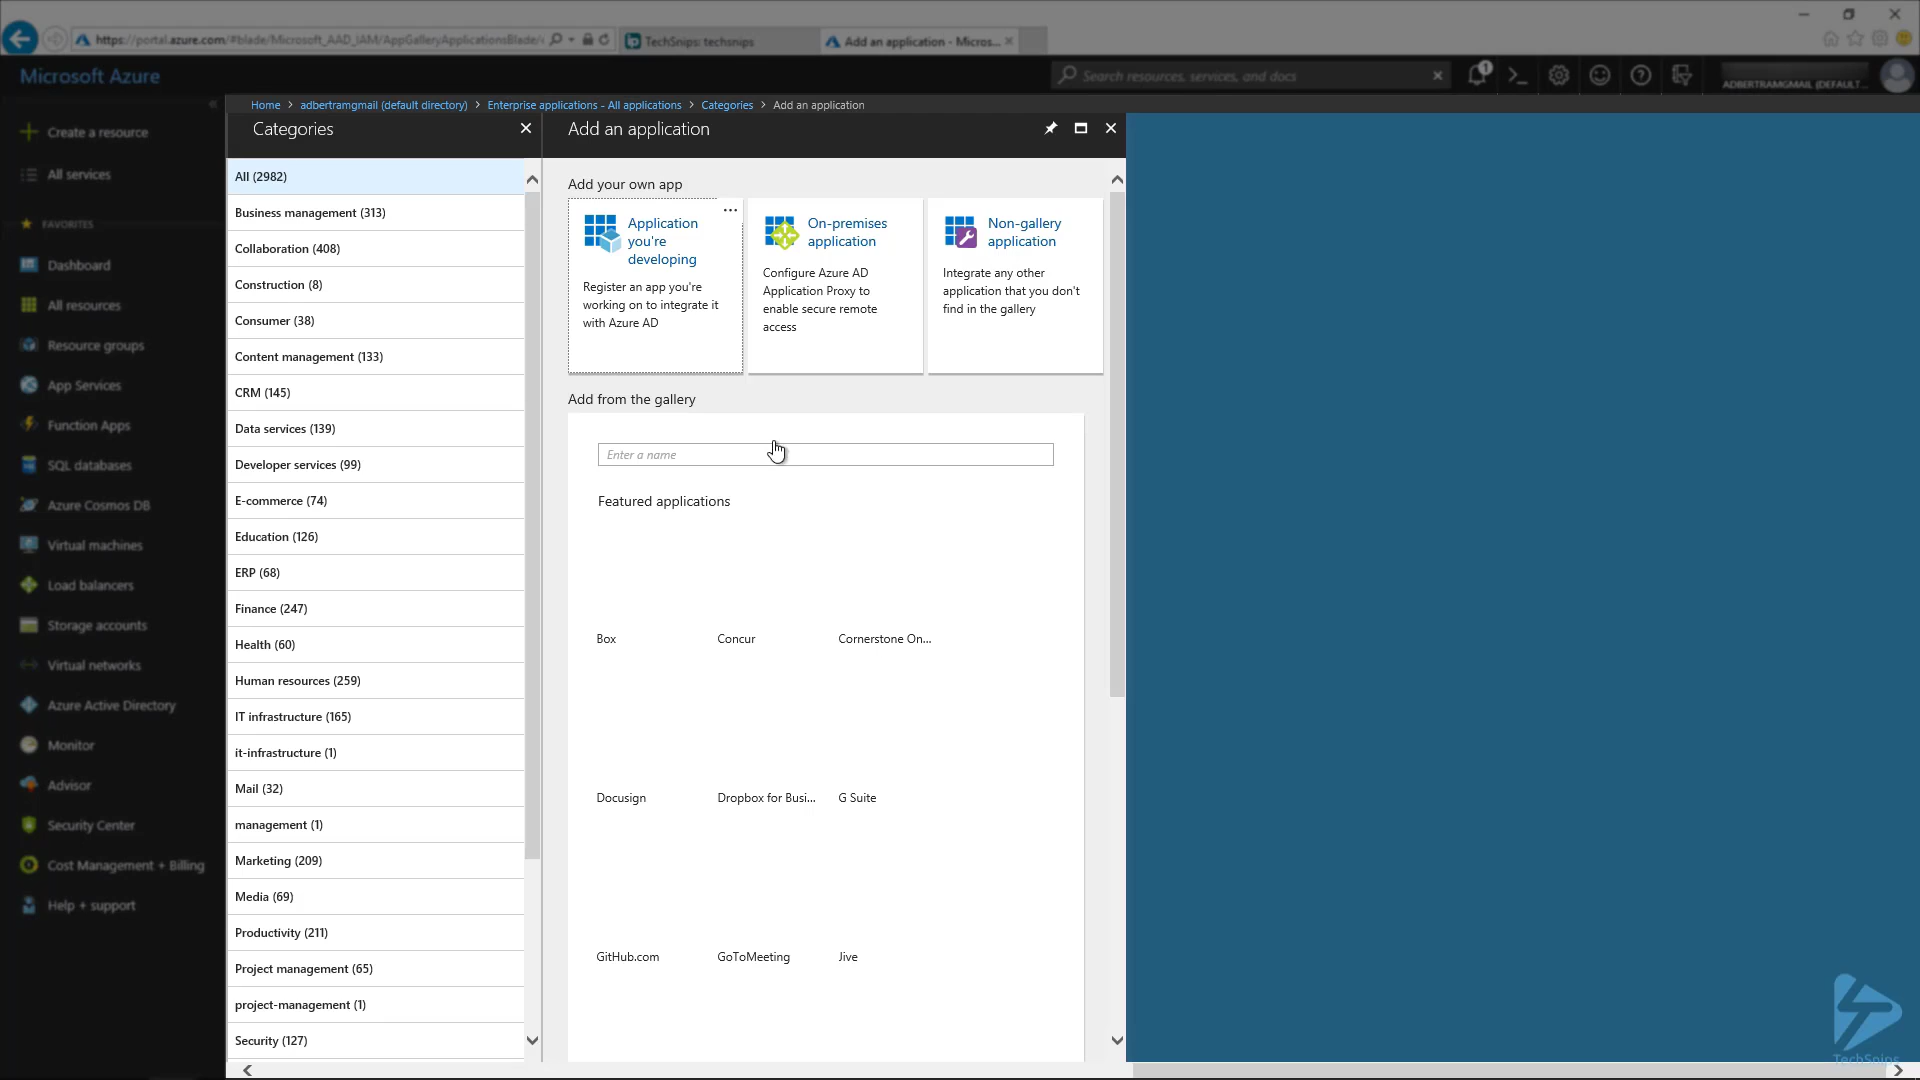 https://portal.azure.com/#blade/Microsoft_AAD_IAM/AppGalleryApplicationsBlade/
TechSnips: techsnips
Add an application - Micros...
Microsoft Azure
Search resources, services, and docs
1
ADBERTRAMGMAIL (DEFAULT...
Home > adbertramgmail (default directory) > Enterprise applications - All applications > Categories > Add an application
Create a resource
All services
FAVORITES
Dashboard
All resources
Resource groups
App Services
Function Apps
SQL databases
Azure Cosmos DB
Virtual machines
Load balancers
Storage accounts
Virtual networks
Azure Active Directory
Monitor
Advisor
Security Center
Cost Management + Billing
Help + support
Categories
All (2982)
Business management (313)
Collaboration (408)
Construction (8)
Consumer (38)
Content management (133)
CRM (145)
Data services (139)
Developer services (99)
E-commerce (74)
Education (126)
ERP (68)
Finance (247)
Health (60)
Human resources (259)
IT infrastructure (165)
it-infrastructure (1)
Mail (32)
management (1)
Marketing (209)
Media (69)
Productivity (211)
Project management (65)
project-management (1)
Security (127)
Add an application
Add your own app
Application
you're
developing
Register an app you're
working on to integrate it
with Azure AD
On-premises
application
Configure Azure AD
Application Proxy to
enable secure remote
access
Non-gallery
application
Integrate any other
application that you don't
find in the gallery
Add from the gallery
Enter a name
Featured applications
Box
Concur
Cornerstone On...
Docusign
Dropbox for Busi...
G Suite
GitHub.com
GoToMeeting
Jive
TechSnips